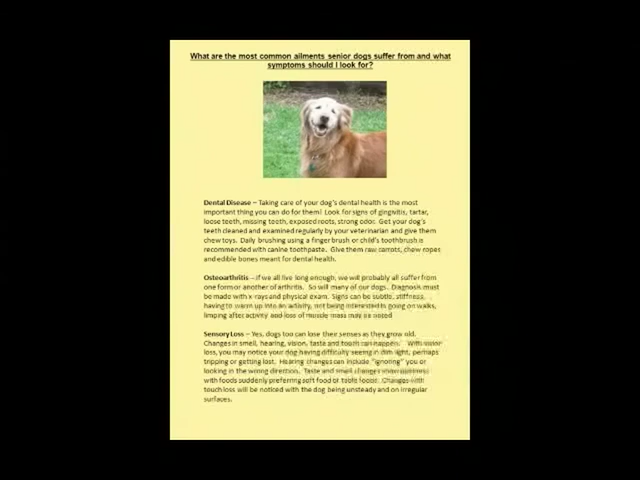 What are the most common ailments senior dogs suffer from and what
symptoms should I look for?
Dental Disease – Taking care of your dog's dental health is the most
important thing you can do for them! Look for signs of gingivitis, tartar,
loose teeth, missing teeth, exposed roots, strong odor. Get your dog's
teeth cleaned and examined regularly by your veterinarian and give them
chew toys. Daily brushing using a finger brush or child's toothbrush is
recommended with canine toothpaste. Give them raw carrots, chew ropes
and edible bones meant for dental health.
Osteoarthritis – If we all live long enough, we will probably all suffer from
one form or another of arthritis. So will many of our dogs. Diagnosis must
be made with x-rays and physical exam. Signs can be subtle, stiffness,
having to warm up into an activity, not being interested in going on walks,
limping after activity and loss of muscle mass may be noted
Sensory Loss – Yes, dogs too can lose their senses as they grow old.
Changes in smell, hearing, vision, taste and touch can happen. With vision
loss, you may notice your dog having difficulty seeing in dim light, perhaps
tripping or getting lost. Hearing changes can include "ignoring" you or
looking in the wrong direction. Taste and smell changes show
with foods suddenly preferring soft food or table foods. Changes with
touch loss will be noticed with the dog being unsteady and on irregular
surfaces.